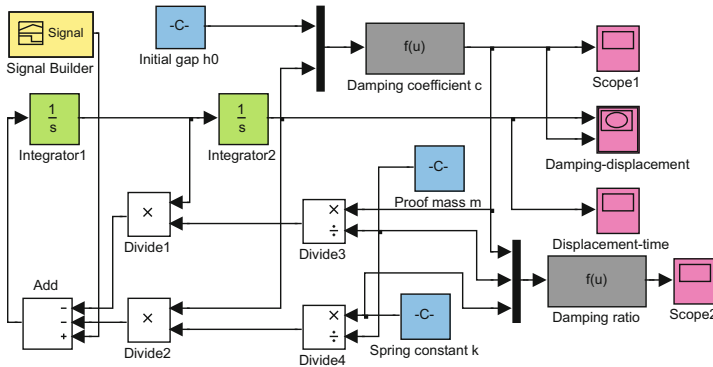 Signal
Signal Builder
-C-
Initial gap h0
f(u)
Damping coefficient c
Scope1
1
s
Integrator1
1
s
Integrator2
Damping-displacement
-C-
Proof mass m
×
Divide1
×
÷
Divide3
Displacement-time
Add
−
−
+
×
Divide2
×
÷
Divide4
-C-
Spring constant k
f(u)
Damping ratio
Scope2